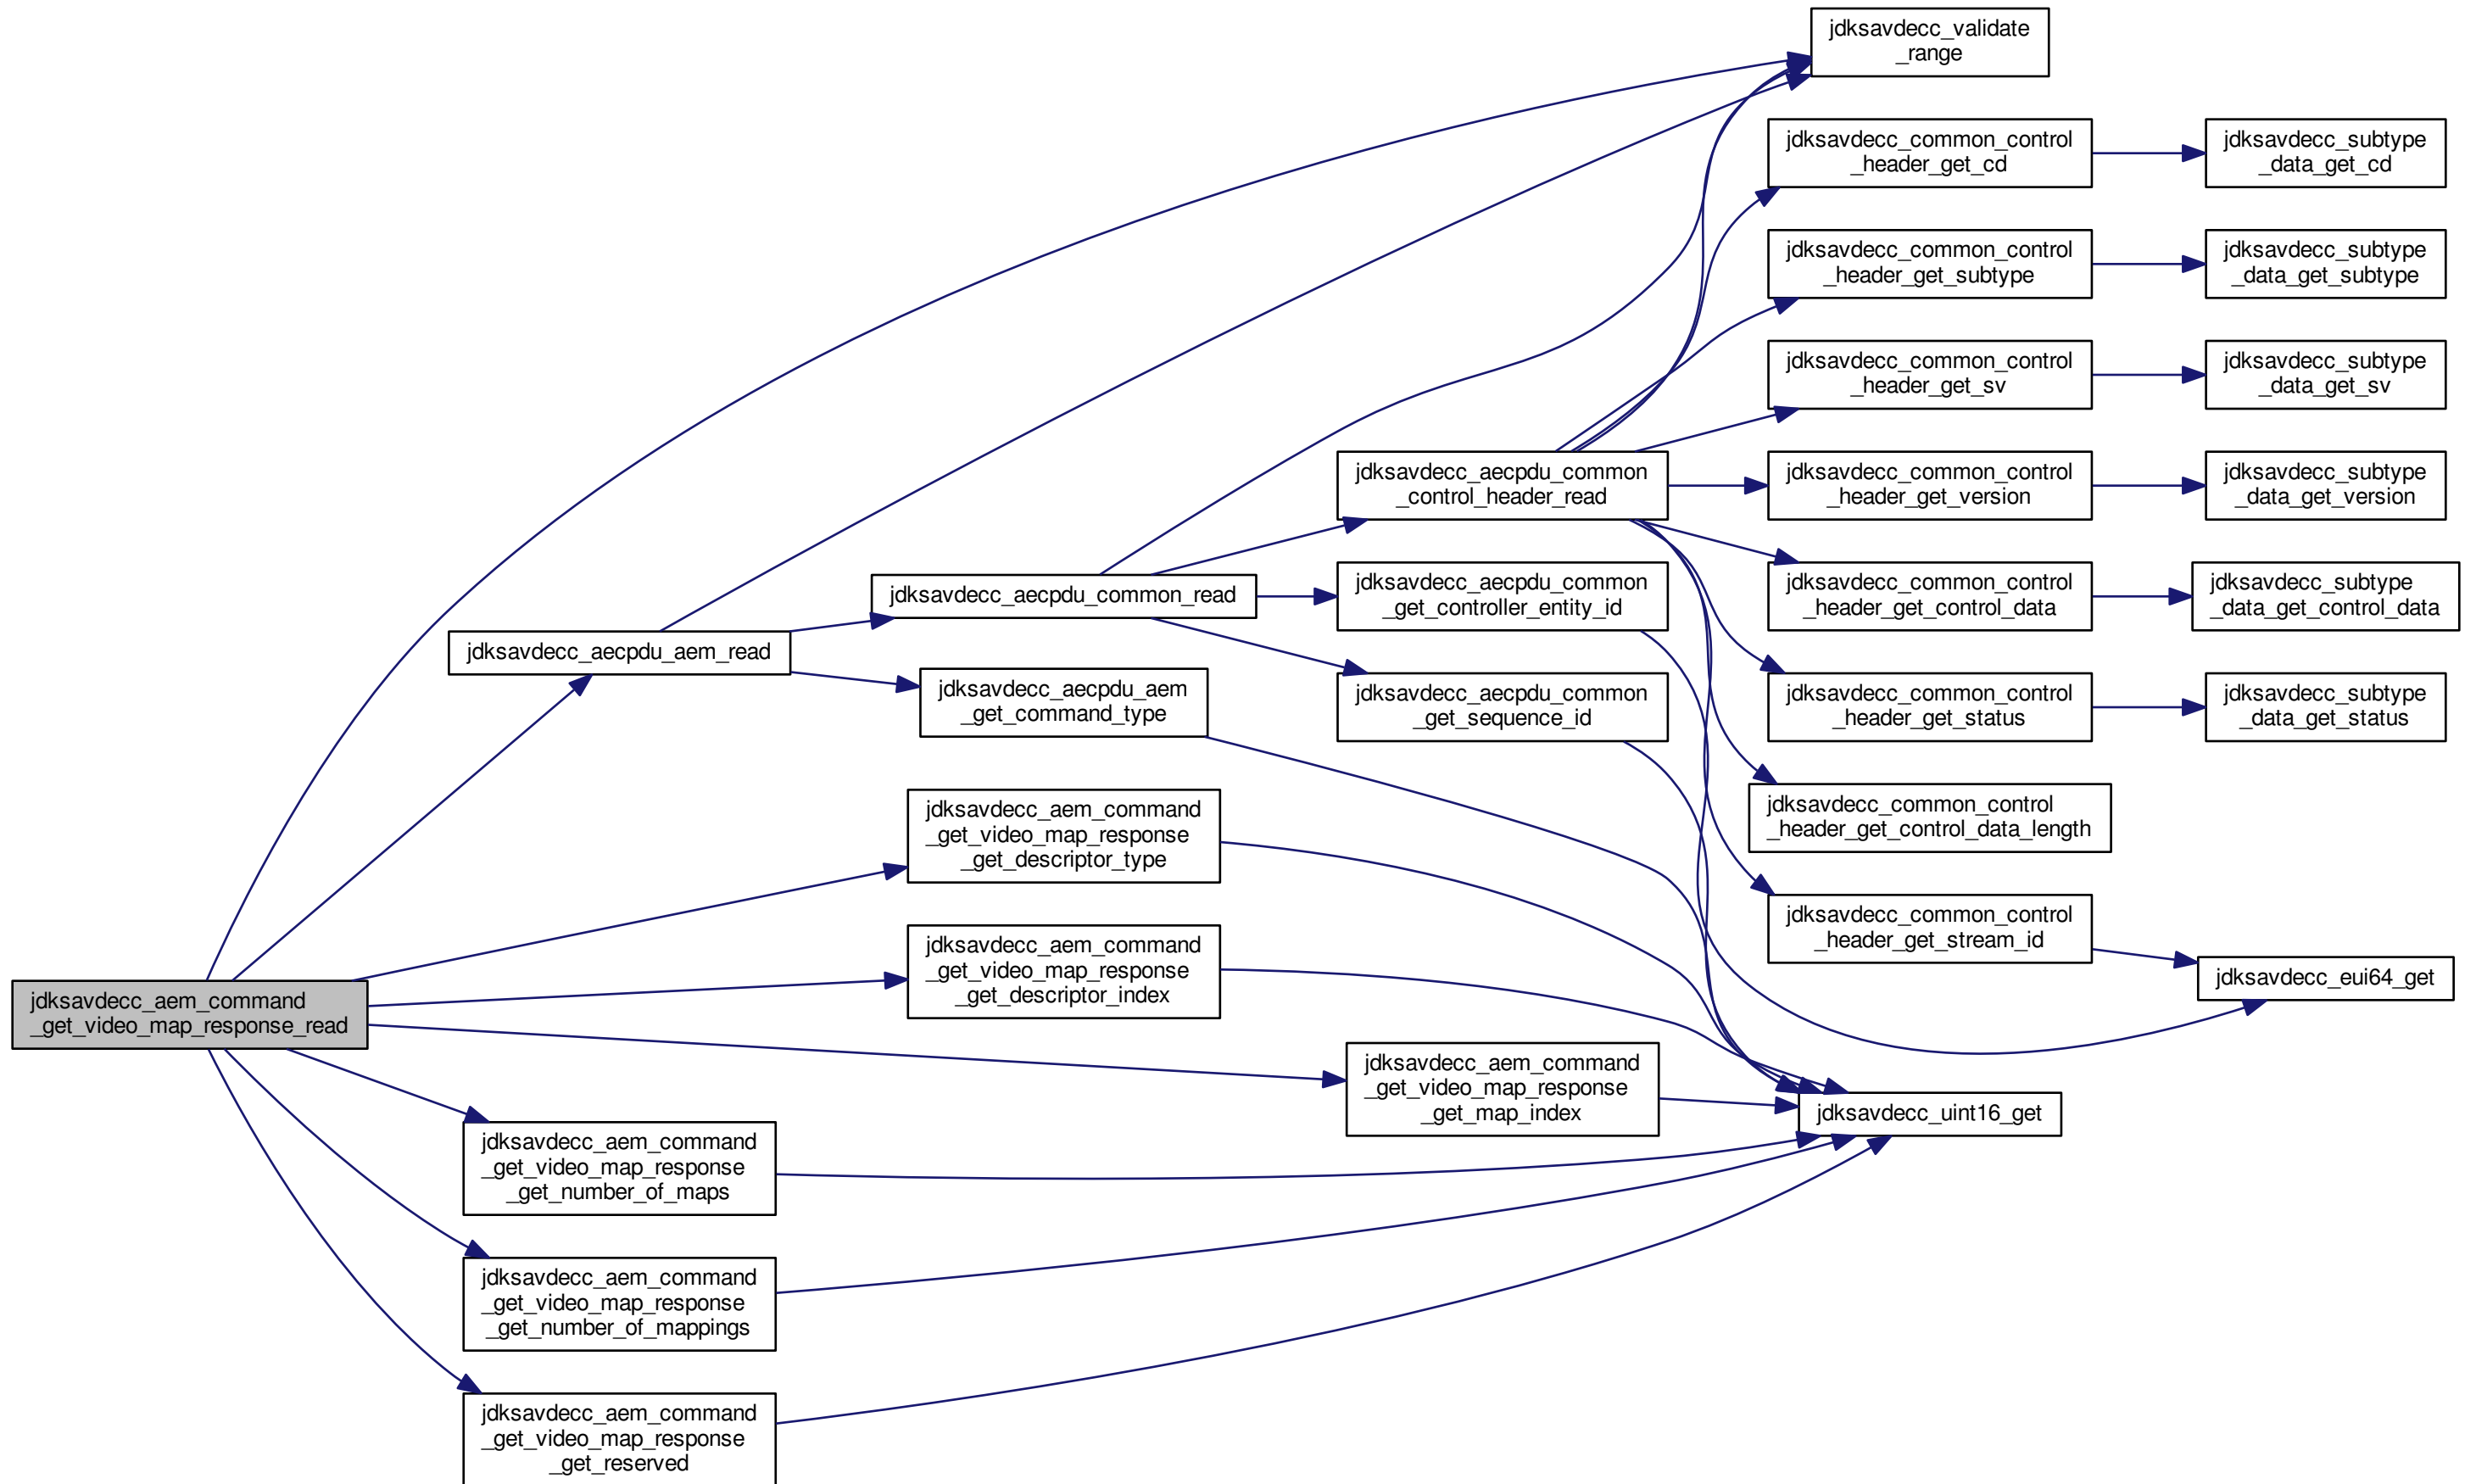 jdksavdecc_aem_command
_get_video_map_response_read
jdksavdecc_aecpdu_aem_read
jdksavdecc_aecpdu_common_read
jdksavdecc_aecpdu_aem
_get_command_type
jdksavdecc_aem_command
_get_video_map_response
_get_descriptor_type
jdksavdecc_aem_command
_get_video_map_response
_get_descriptor_index
jdksavdecc_aem_command
_get_video_map_response
_get_number_of_maps
jdksavdecc_aem_command
_get_video_map_response
_get_number_of_mappings
jdksavdecc_aem_command
_get_video_map_response
_get_reserved
jdksavdecc_aecpdu_common
_control_header_read
jdksavdecc_aecpdu_common
_get_controller_entity_id
jdksavdecc_aecpdu_common
_get_sequence_id
jdksavdecc_aem_command
_get_video_map_response
_get_map_index
jdksavdecc_validate
_range
jdksavdecc_common_control
_header_get_cd
jdksavdecc_common_control
_header_get_subtype
jdksavdecc_common_control
_header_get_sv
jdksavdecc_common_control
_header_get_version
jdksavdecc_common_control
_header_get_control_data
jdksavdecc_common_control
_header_get_status
jdksavdecc_common_control
_header_get_control_data_length
jdksavdecc_common_control
_header_get_stream_id
jdksavdecc_uint16_get
jdksavdecc_subtype
_data_get_cd
jdksavdecc_subtype
_data_get_subtype
jdksavdecc_subtype
_data_get_sv
jdksavdecc_subtype
_data_get_version
jdksavdecc_subtype
_data_get_control_data
jdksavdecc_subtype
_data_get_status
jdksavdecc_eui64_get